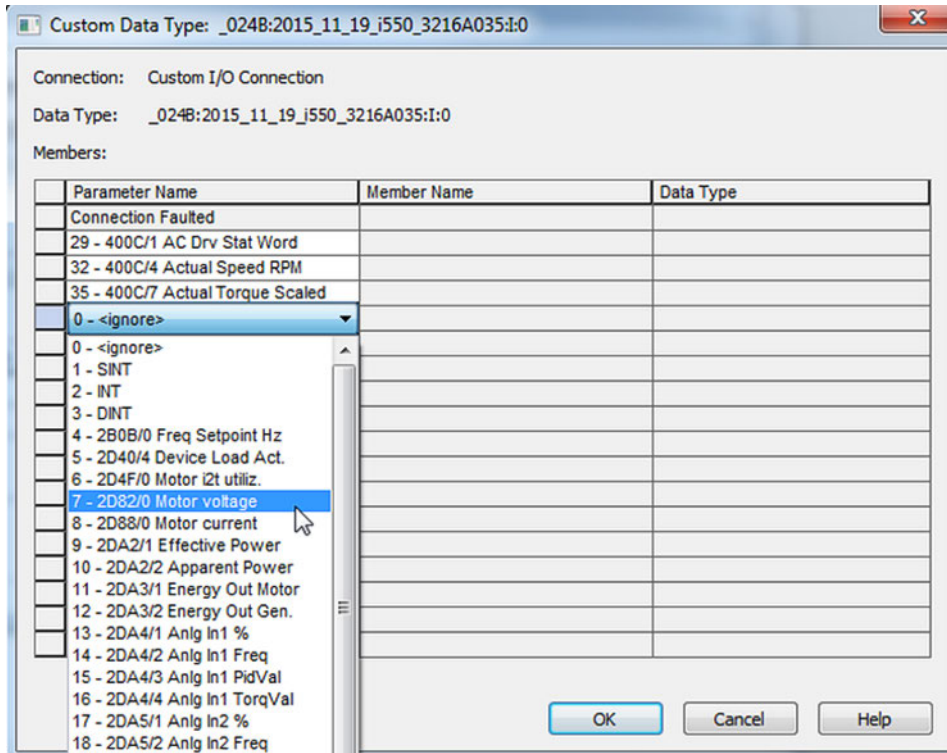 Custom Data Type: _024B:2015_11_19_i550_3216A035:I:0
Connection: Custom I/O Connection
Data Type: _024B:2015_11_19_i550_3216A035:I:0
Members:
Parameter Name Member Name Data Type
Connection Faulted
29 - 400C/1 AC Drv Stat Word
32 - 400C/4 Actual Speed RPM
35 - 400C/7 Actual Torque Scaled
0 - <ignore>
0 - <ignore>
1 - SINT
2 - INT
3 - DINT
4 - 2B0B/0 Freq Setpoint Hz
5 - 2D40/4 Device Load Act.
6 - 2D4F/0 Motor i2t utiliz.
7 - 2D82/0 Motor voltage
8 - 2D88/0 Motor current
9 - 2DA2/1 Effective Power
10 - 2DA2/2 Apparent Power
11 - 2DA3/1 Energy Out Motor
12 - 2DA3/2 Energy Out Gen.
13 - 2DA4/1 Anlg In1 %
14 - 2DA4/2 Anlg In1 Freq
15 - 2DA4/3 Anlg In1 PidVal
16 - 2DA4/4 Anlg In1 TorqVal
17 - 2DA5/1 Anlg In2 %
18 - 2DA5/2 Anlg In2 Freq
OK Cancel Help